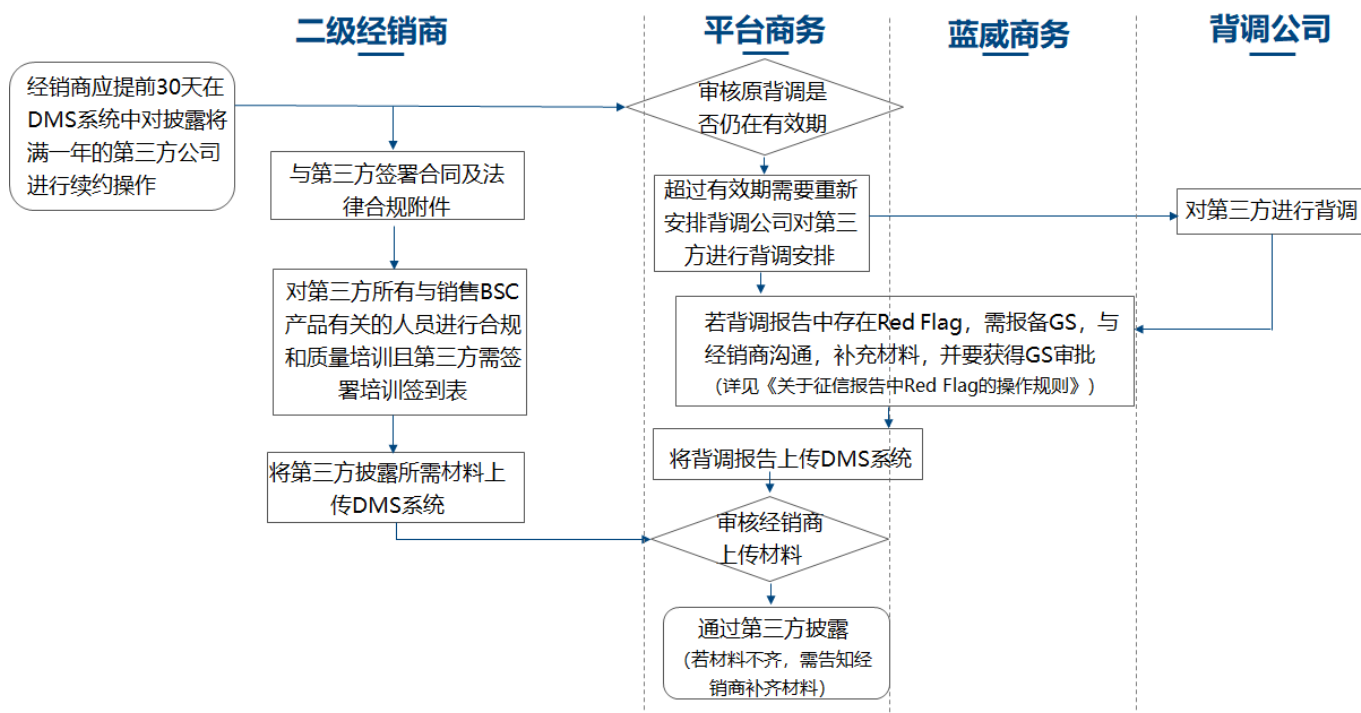 二级经销商
平台商务
蓝威商务
背调公司
经销商应提前30天在
DMS系统中对披露将
满一年的第三方公司
进行续约操作
审核原背调是
否仍在有效期
与第三方签署合同及法
律合规附件
超过有效期需要重新
安排背调公司对第三
方进行背调安排
对第三方进行背调
对第三方所有与销售BSC
产品有关的人员进行合规
和质量培训且第三方需签
署培训签到表
若背调报告中存在Red Flag，需报备GS，与
经销商沟通，补充材料，并要获得GS审批
（详见《关于征信报告中Red Flag的操作规则》）
将第三方披露所需材料上
传DMS系统
将背调报告上传DMS系统
审核经销商
上传材料
通过第三方披露
（若材料不齐，需告知经
销商补齐材料）